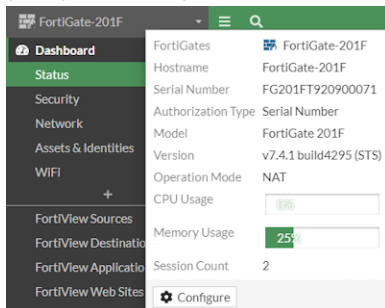 FortiGate-201F
Dashboard
Status
Security
Network
Assets & Identities
WiFi
+
FortiView Sources
FortiView Destinatio
FortiView Applicatio
FortiView Web Sites
FortiGates FortiGate-201F
Hostname FortiGate-201F
Serial Number FG201FT920900071
Authorization Type Serial Number
Model FortiGate 201F
Version v7.4.1 build4295 (STS)
Operation Mode NAT
CPU Usage
Memory Usage 25%
Session Count 2
Configure